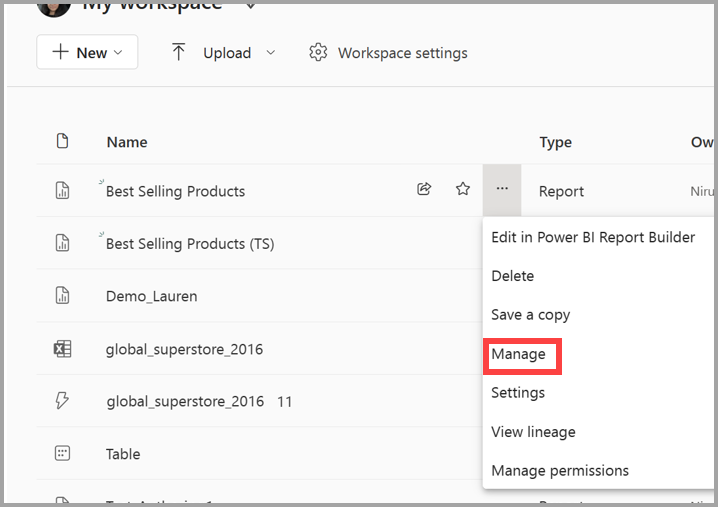 My workspace
New
Upload
Workspace settings
Name
Type
Ow
Best Selling Products
...
Report
Niru
Best Selling Products (TS)
Edit in Power BI Report Builder
Delete
Demo_Lauren
Save a copy
global_superstore_2016
Manage
Settings
global_superstore_2016 11
View lineage
Table
Manage permissions